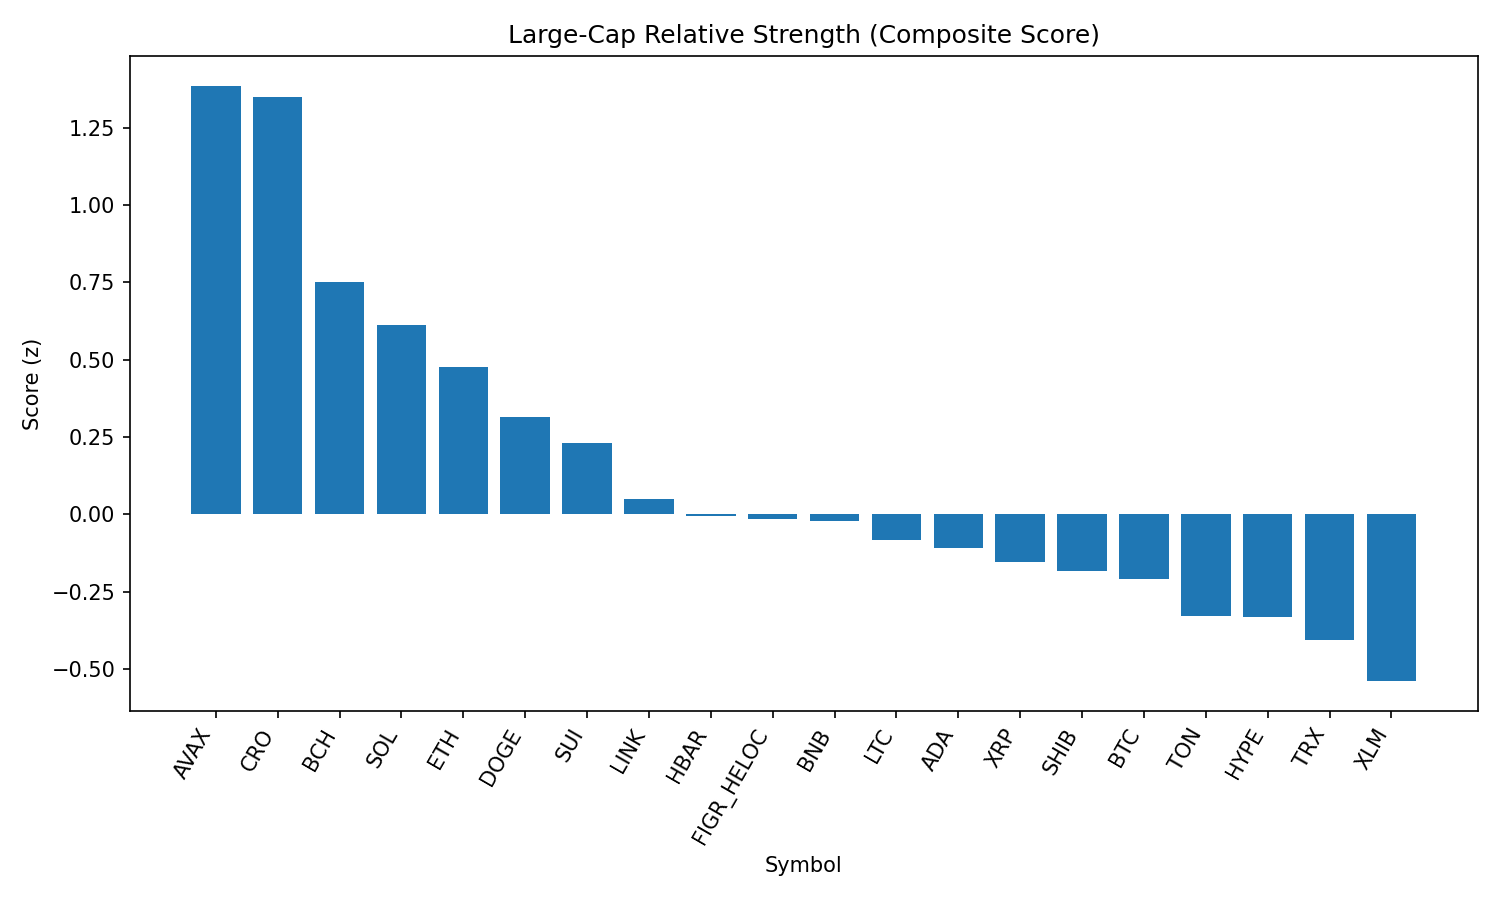 Large-Cap Relative Strength (Composite Score)
Score (z)
1.25
1.00
0.75
0.50
0.25
0.00
−0.25
−0.50
AVAX
CRO
BCH
SOL
ETH
DOGE
SUI
LINK
HBAR
FIGR_HELOC
BNB
LTC
ADA
XRP
SHIB
BTC
TON
HYPE
TRX
XLM
Symbol